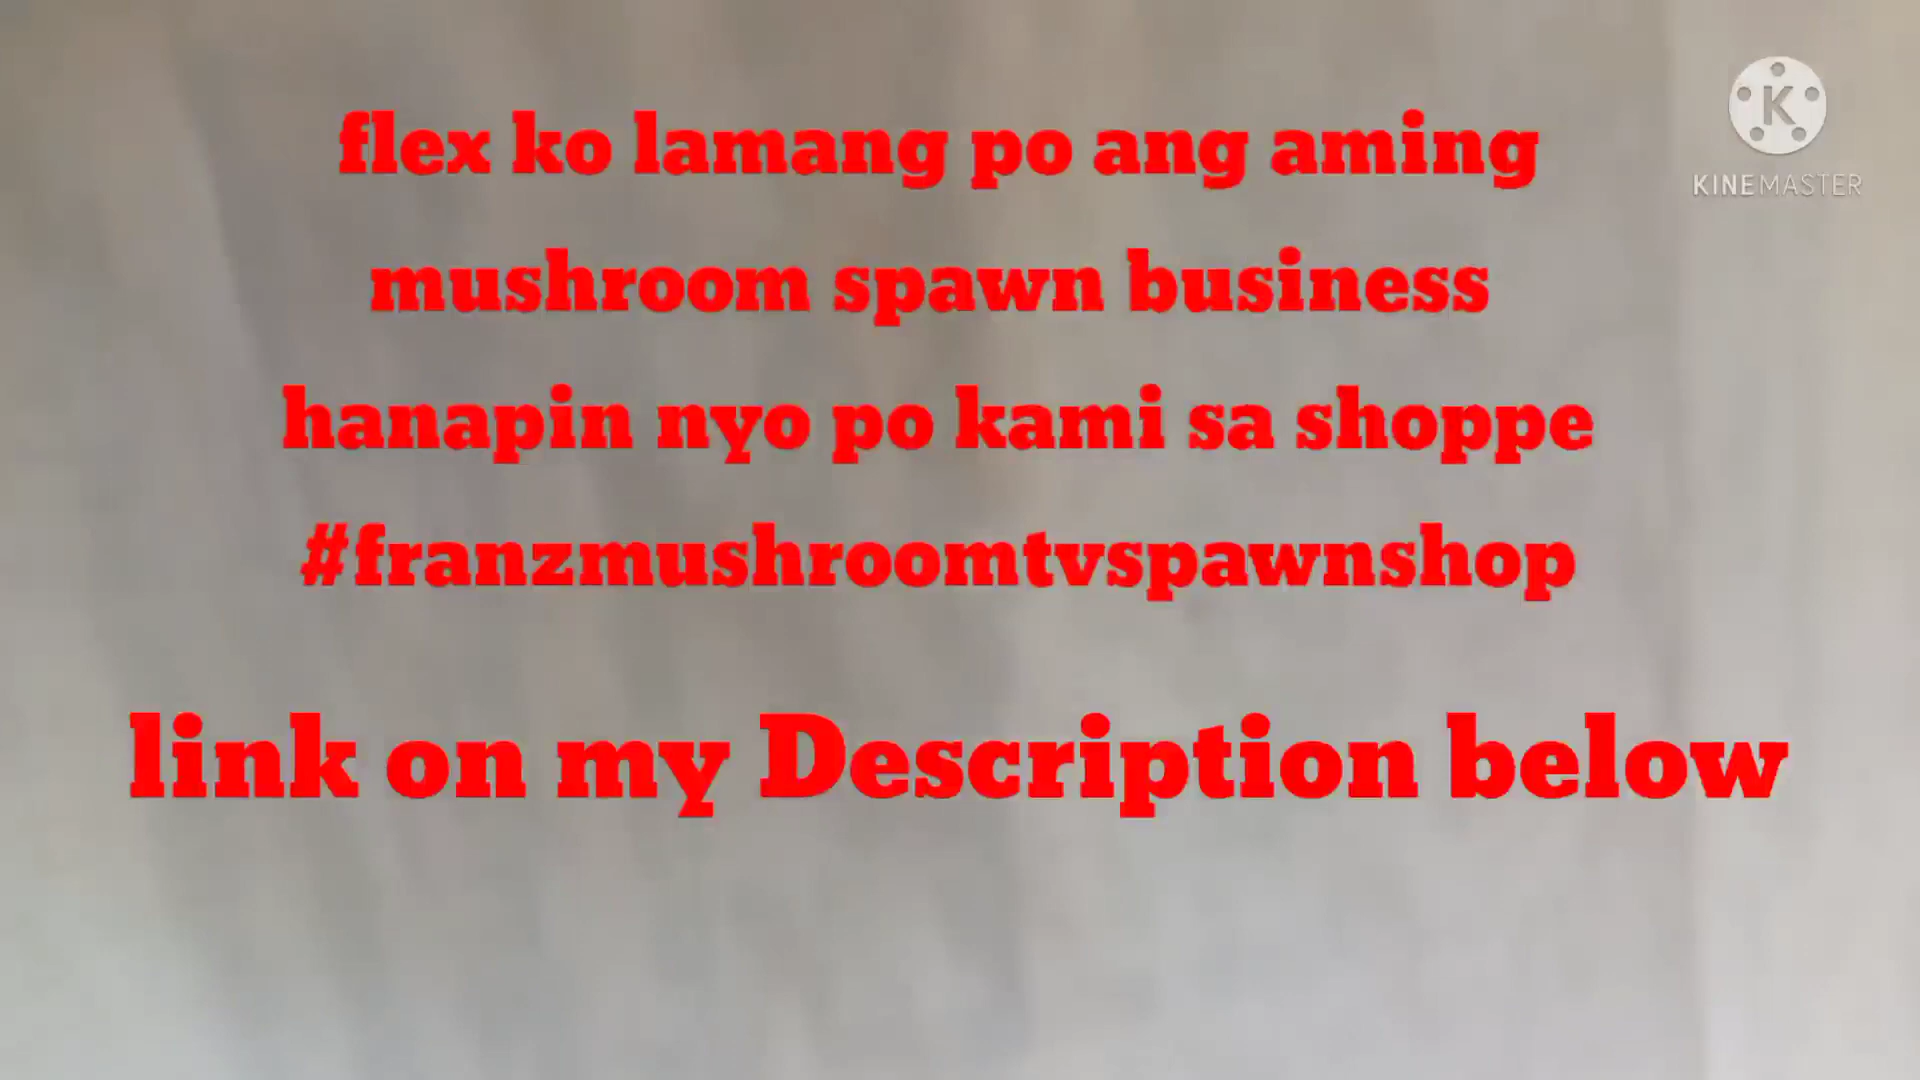 flex ko lamang po ang aming
mushroom spawn business
hanapin nyo po kami sa shoppe
#franzmushroomtvspawnshop
link on my Description below
K
KINEMASTER